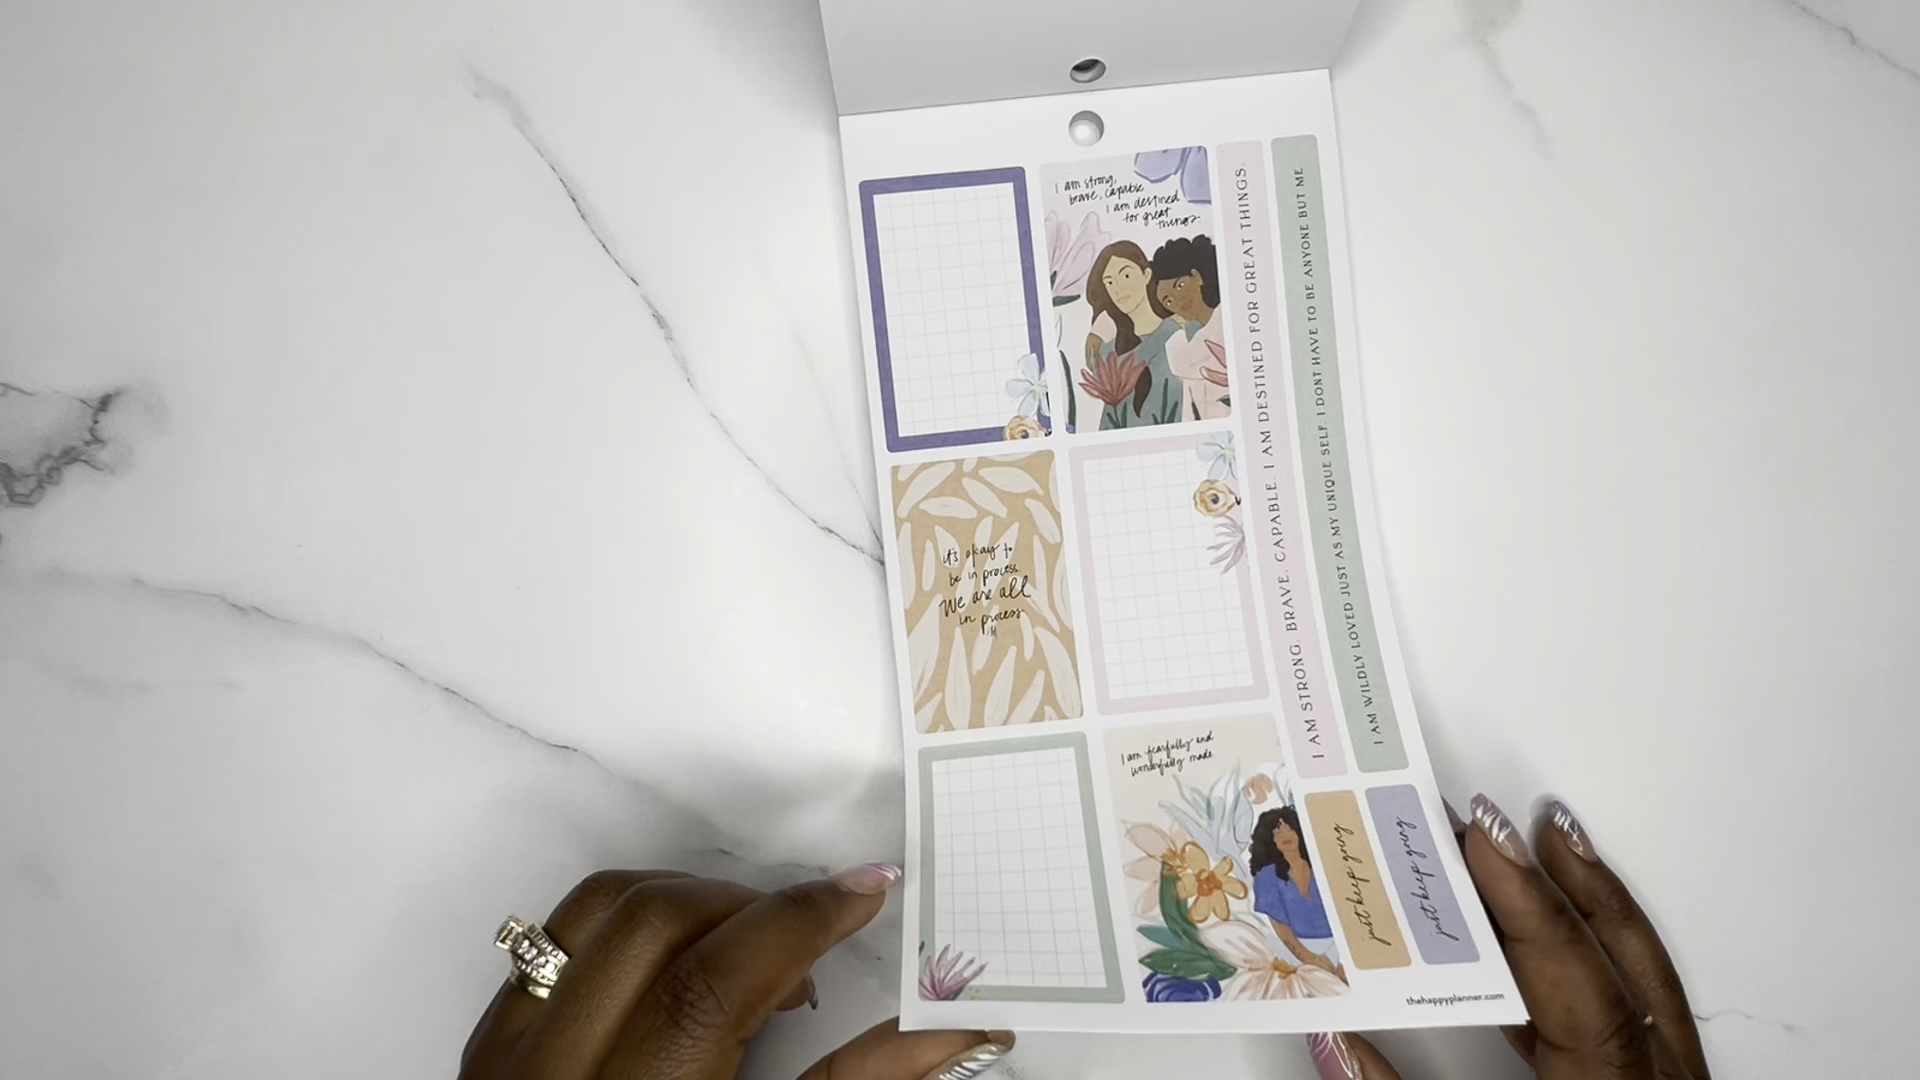 I am strong,
brave, capable
I am destined
for great
things
I AM STRONG. BRAVE. CAPABLE. I AM DESTINED FOR GREAT THINGS.
I AM WILDLY LOVED JUST AS MY UNIQUE SELF. I DONT HAVE TO BE ANYONE BUT ME
it's okay to
be in process.
We are all
in process
I am fearfully and
wonderfully made.
just keep going
just keep going
thehappyplanner.com